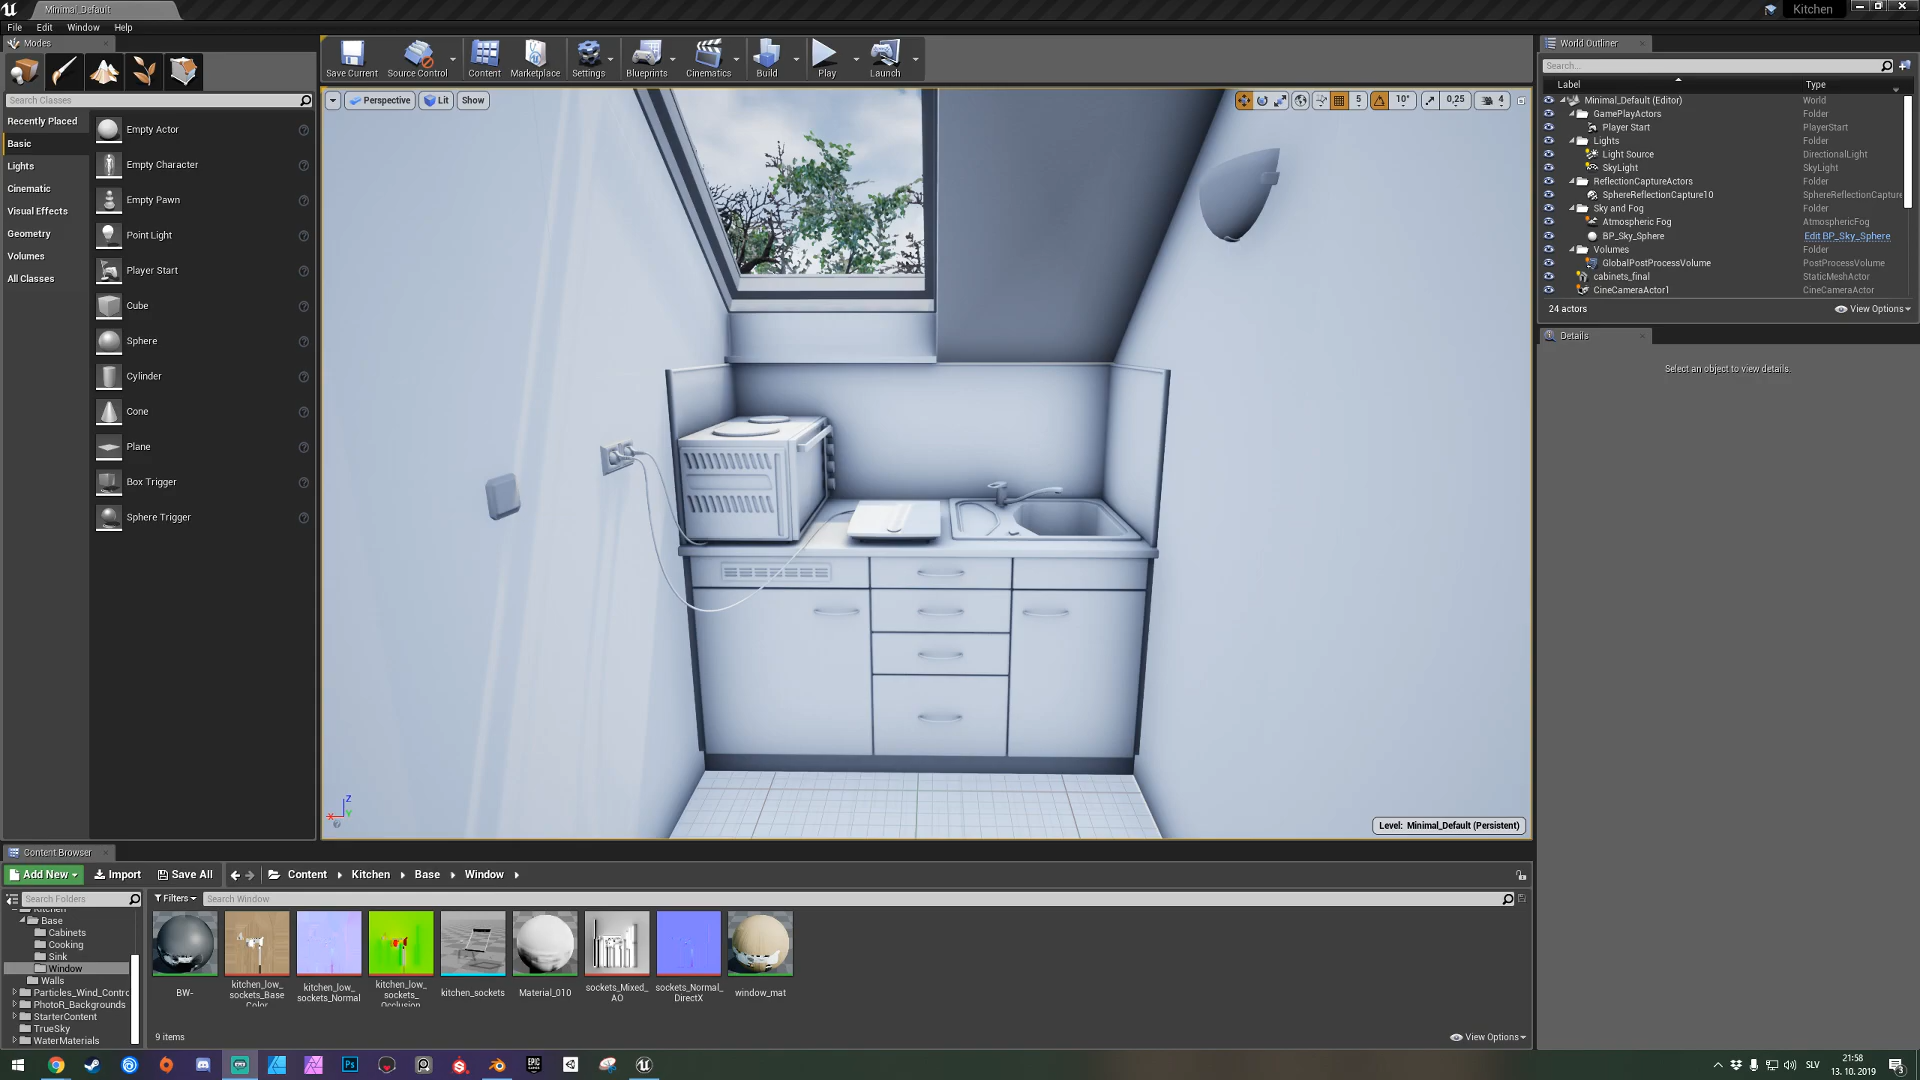 Minimal_Default
Kitchen
File Edit Window Help
Modes
Search Classes
Recently Placed
Basic
Lights
Cinematic
Visual Effects
Geometry
Volumes
All Classes
Empty Actor
Empty Character
Empty Pawn
Point Light
Player Start
Cube
Sphere
Cylinder
Cone
Plane
Box Trigger
Sphere Trigger
Save Current Source Control Content Marketplace Settings Blueprints Cinematics Build Play Launch
Perspective Lit Show
5 10° 0,25 4
Level: Minimal_Default (Persistent)
World Outliner
Search...
Label Type
Minimal_Default (Editor) World
GamePlayActors Folder
Player Start PlayerStart
Lights Folder
Light Source DirectionalLight
SkyLight SkyLight
ReflectionCaptureActors Folder
SphereReflectionCapture10 SphereReflectionCapture
Sky and Fog Folder
Atmospheric Fog AtmosphericFog
BP_Sky_Sphere Edit BP_Sky_Sphere
Volumes Folder
GlobalPostProcessVolume PostProcessVolume
cabinets_final StaticMeshActor
CineCameraActor1 CineCameraActor
24 actors View Options
Details
Select an object to view details.
Content Browser
Add New Import Save All Content Kitchen Base Window
Search Folders
Filters Search Window
Kitchen
Base
Cabinets
Cooking
Sink
Window
Walls
Particles_Wind_Contro
PhotoR_Backgrounds
StarterContent
TrueSky
WaterMaterials
BW-
kitchen_low_
sockets_Base
Color
kitchen_low_
sockets_Normal
kitchen_low_
sockets_
Occlusion
kitchen_sockets
Material_010
sockets_Mixed_
AO
sockets_Normal_
DirectX
window_mat
9 items View Options
SLV
21:58
13. 10. 2019
3